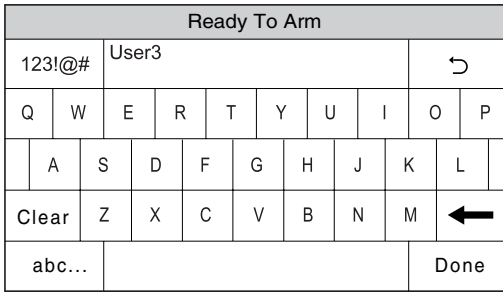 Ready To Arm
123!@# User3
Q W E R T Y U I O P
A S D F G H J K L
Clear Z X C V B N M
abc... Done